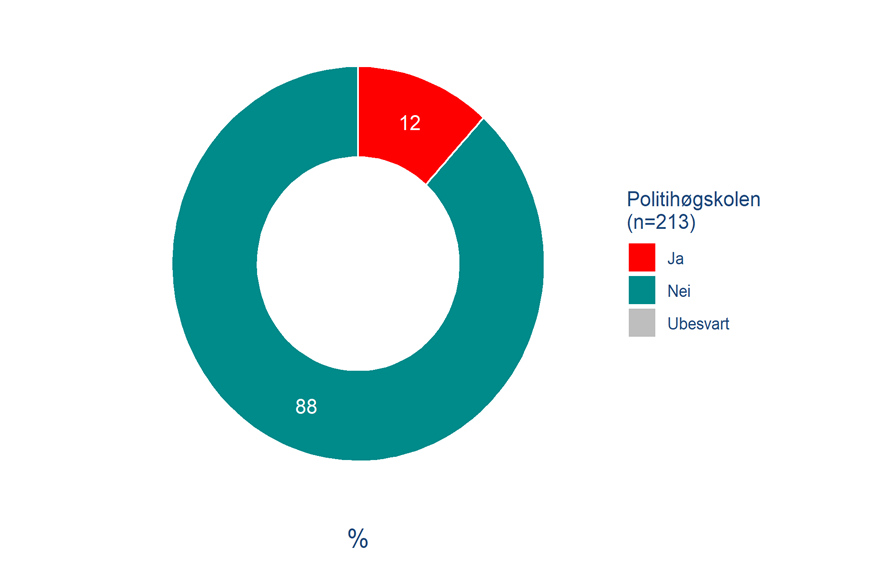 12
Politihøgskolen
(n=213)
Ja
Nei
Ubesvart
88
%